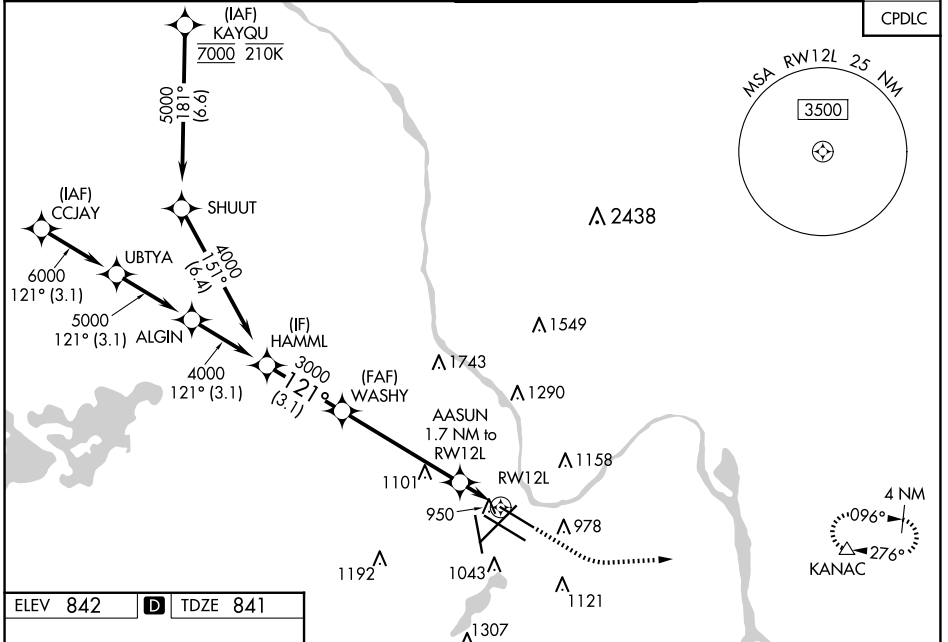 (IAF)
KAYQU
7000 210K
CPDLC
MSA RW12L 25 NM
3500
5000
181°
(6.6)
(IAF)
CCJAY
SHUUT
2438
6000
121° (3.1)
UBTYA
4000
151°
(6.4)
5000
121° (3.1)
ALGIN
(IF)
HAMML
1549
4000
121° (3.1)
3000
121°
(3.1)
(FAF)
WASHY
1743
1290
AASUN
1.7 NM to
RW12L
1101
RW12L
1158
950
978
4 NM
096°
276°
KANAC
1192
1043
1121
ELEV 842 D TDZE 841
1307